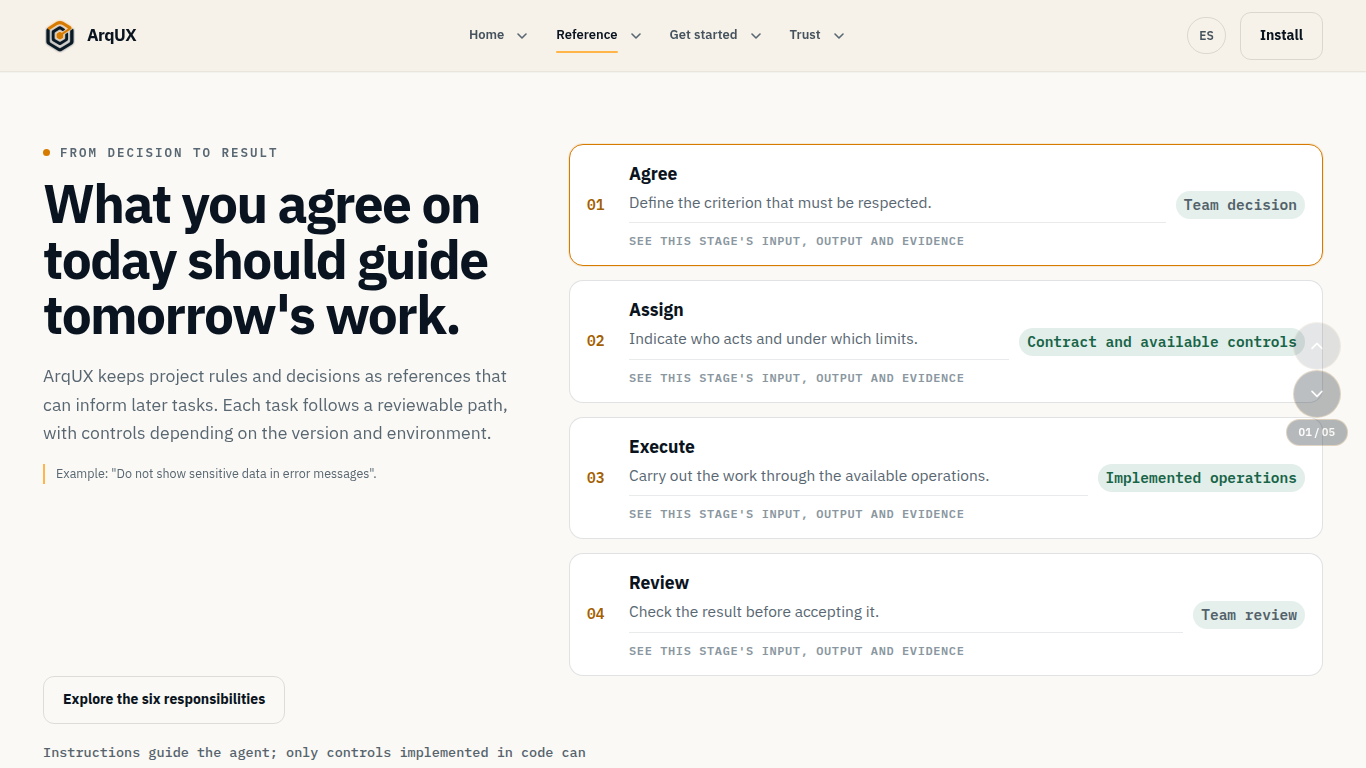 ArqUX
Home
Reference
Get started
Trust
ES
Install
FROM DECISION TO RESULT
What you agree on
today should guide
tomorrow's work.
ArqUX keeps project rules and decisions as references that
can inform later tasks. Each task follows a reviewable path,
with controls depending on the version and environment.
Example: "Do not show sensitive data in error messages".
Explore the six responsibilities
Instructions guide the agent; only controls implemented in code can
01
Agree
Define the criterion that must be respected.
SEE THIS STAGE'S INPUT, OUTPUT AND EVIDENCE
Team decision
02
Assign
Indicate who acts and under which limits.
SEE THIS STAGE'S INPUT, OUTPUT AND EVIDENCE
Contract and available controls
03
Execute
Carry out the work through the available operations.
SEE THIS STAGE'S INPUT, OUTPUT AND EVIDENCE
Implemented operations
04
Review
Check the result before accepting it.
SEE THIS STAGE'S INPUT, OUTPUT AND EVIDENCE
Team review
01 / 05